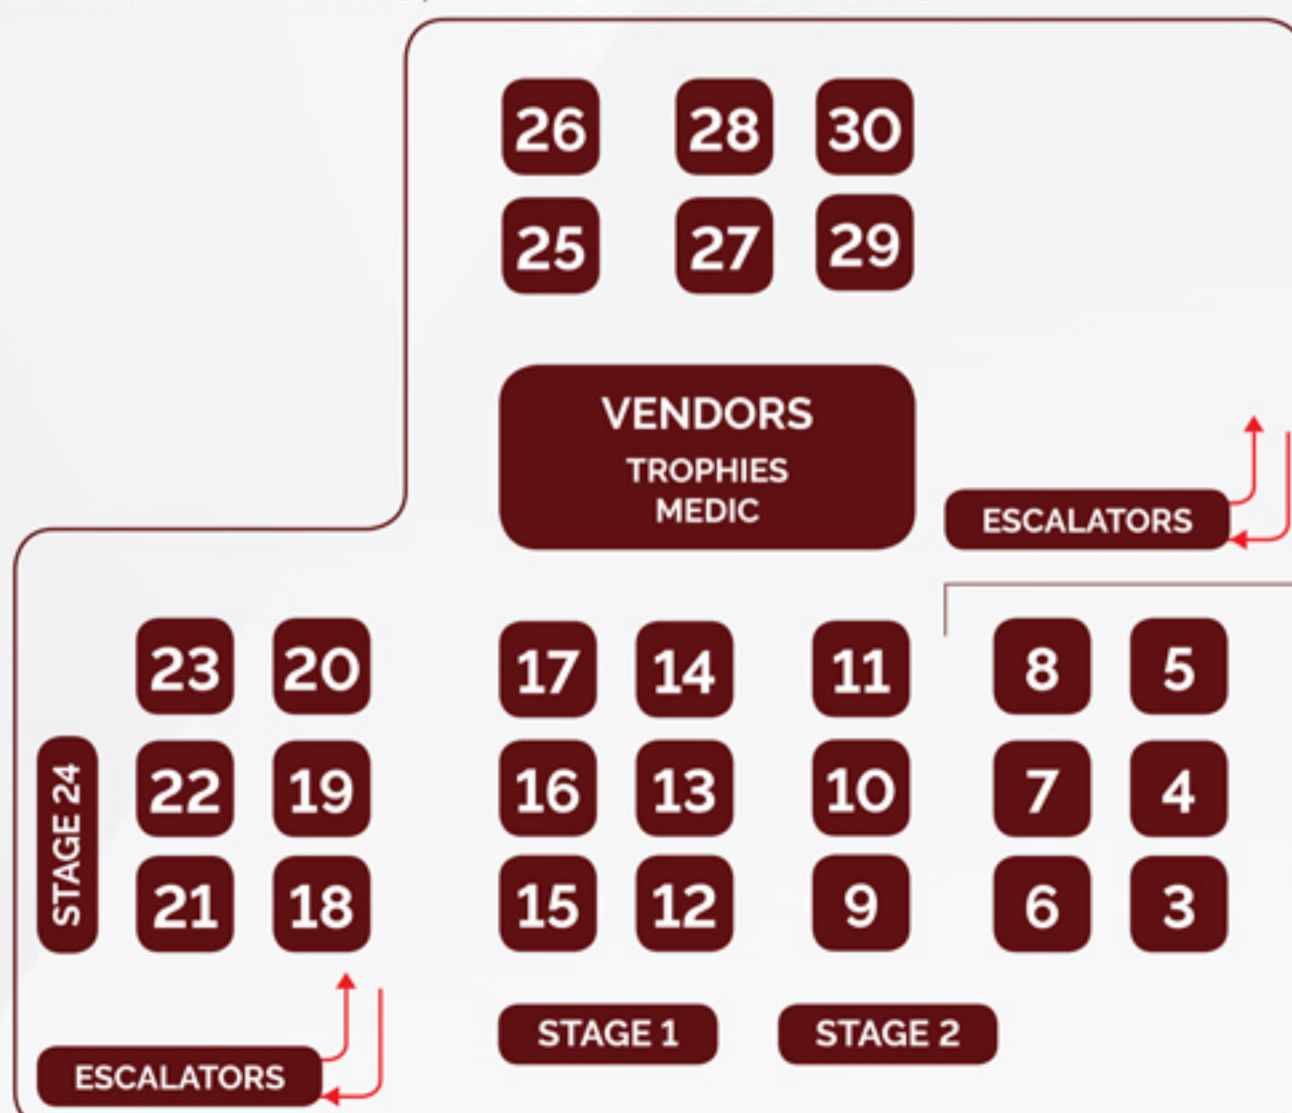 26 28 30
25 27 29
VENDORS
TROPHIES
MEDIC
ESCALATORS
23 20 17 14 11 8 5
22 19 16 13 10 7 4
STAGE 24
21 18 15 12 9 6 3
STAGE 1 STAGE 2
ESCALATORS